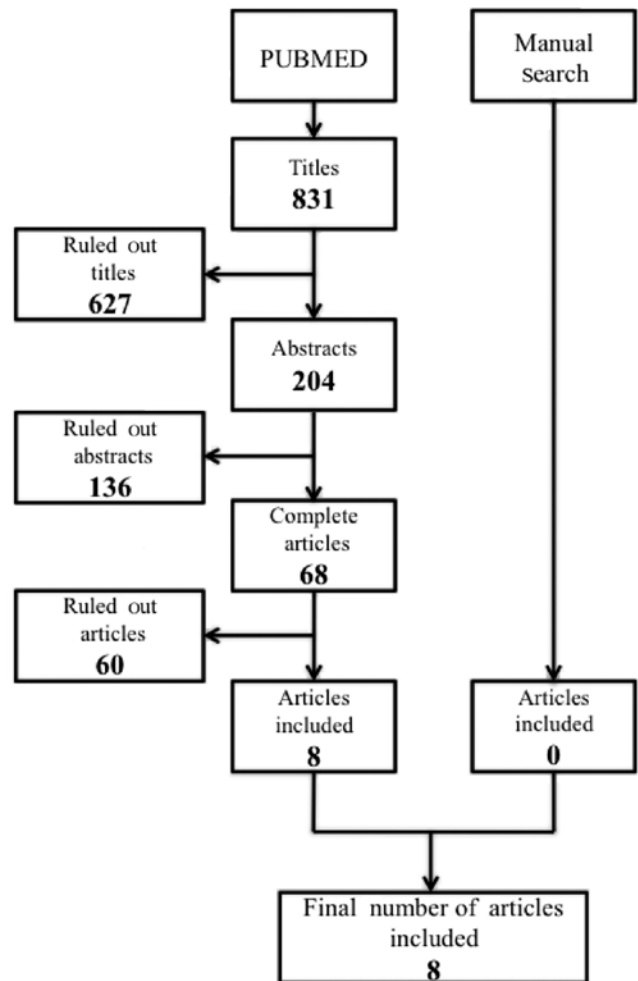 PUBMED
Manual
search
Titles
831
Ruled out
titles
627
Abstracts
204
Ruled out
abstracts
136
Complete
articles
68
Ruled out
articles
60
Articles
included
8
Articles
included
0
Final number of articles
included
8